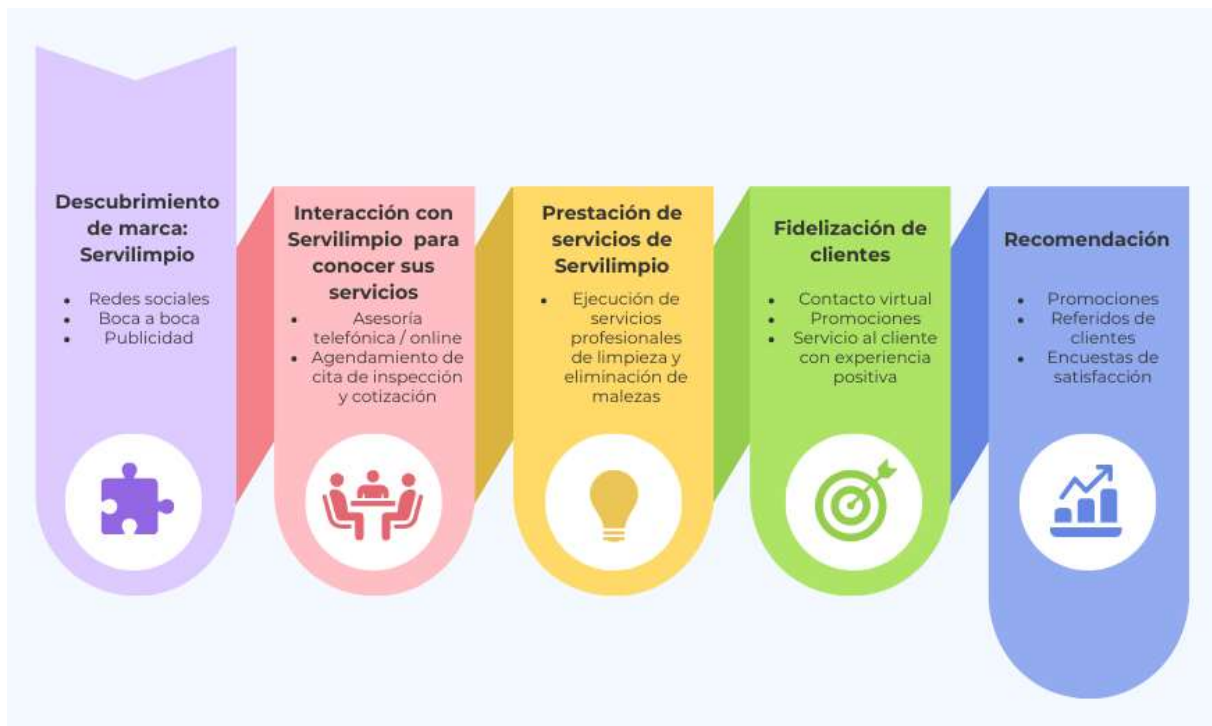 Descubrimiento
de marca:
Servilimpio
• Redes sociales
• Boca a boca
• Publicidad
Interacción con
Servilimpio para
conocer sus
servicios
• Asesoría
telefónica / online
• Agendamiento de
cita de inspección
y cotización
Prestación de
servicios de
Servilimpio
• Ejecución de
servicios
profesionales
de limpieza y
eliminación de
malezas
Fidelización de
clientes
• Contacto virtual
• Promociones
• Servicio al cliente
con experiencia
positiva
Recomendación
• Promociones
• Referidos de
clientes
• Encuestas de
satisfacción